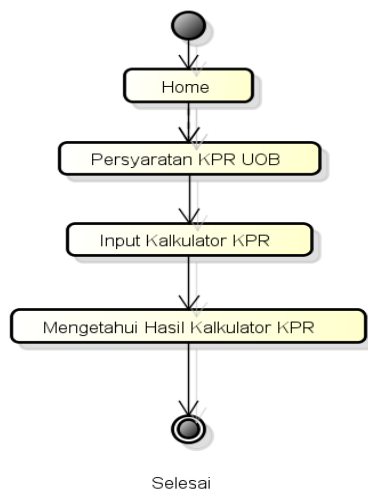 Home
Persyaratan KPR UOB
Input Kalkulator KPR
Mengetahui Hasil Kalkulator KPR
Selesai